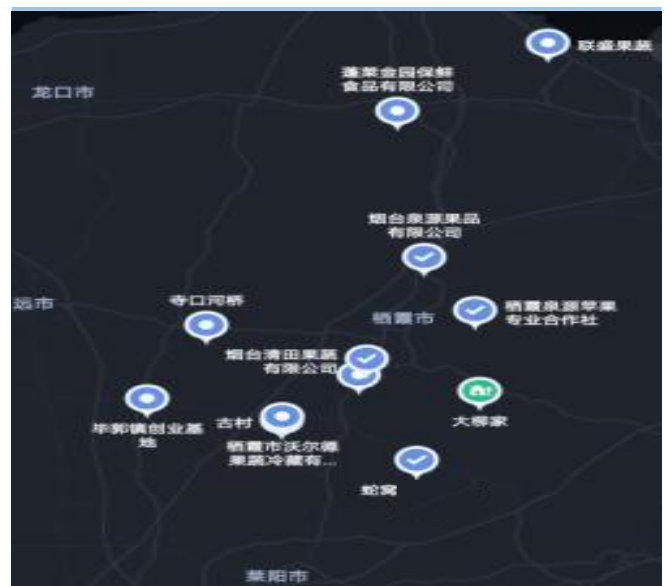 联盛果蔬
蓬莱金园保鲜
食品有限公司
龙口市
烟台泉源果品
有限公司
远市
寺口河桥
栖霞市
栖霞泉源苹果
专业合作社
烟台清田果蔬
有限公司
大柳家
毕郭镇创业基
地
古村
栖霞市沃尔德
果蔬冷藏有...
蛇窝
莱阳市